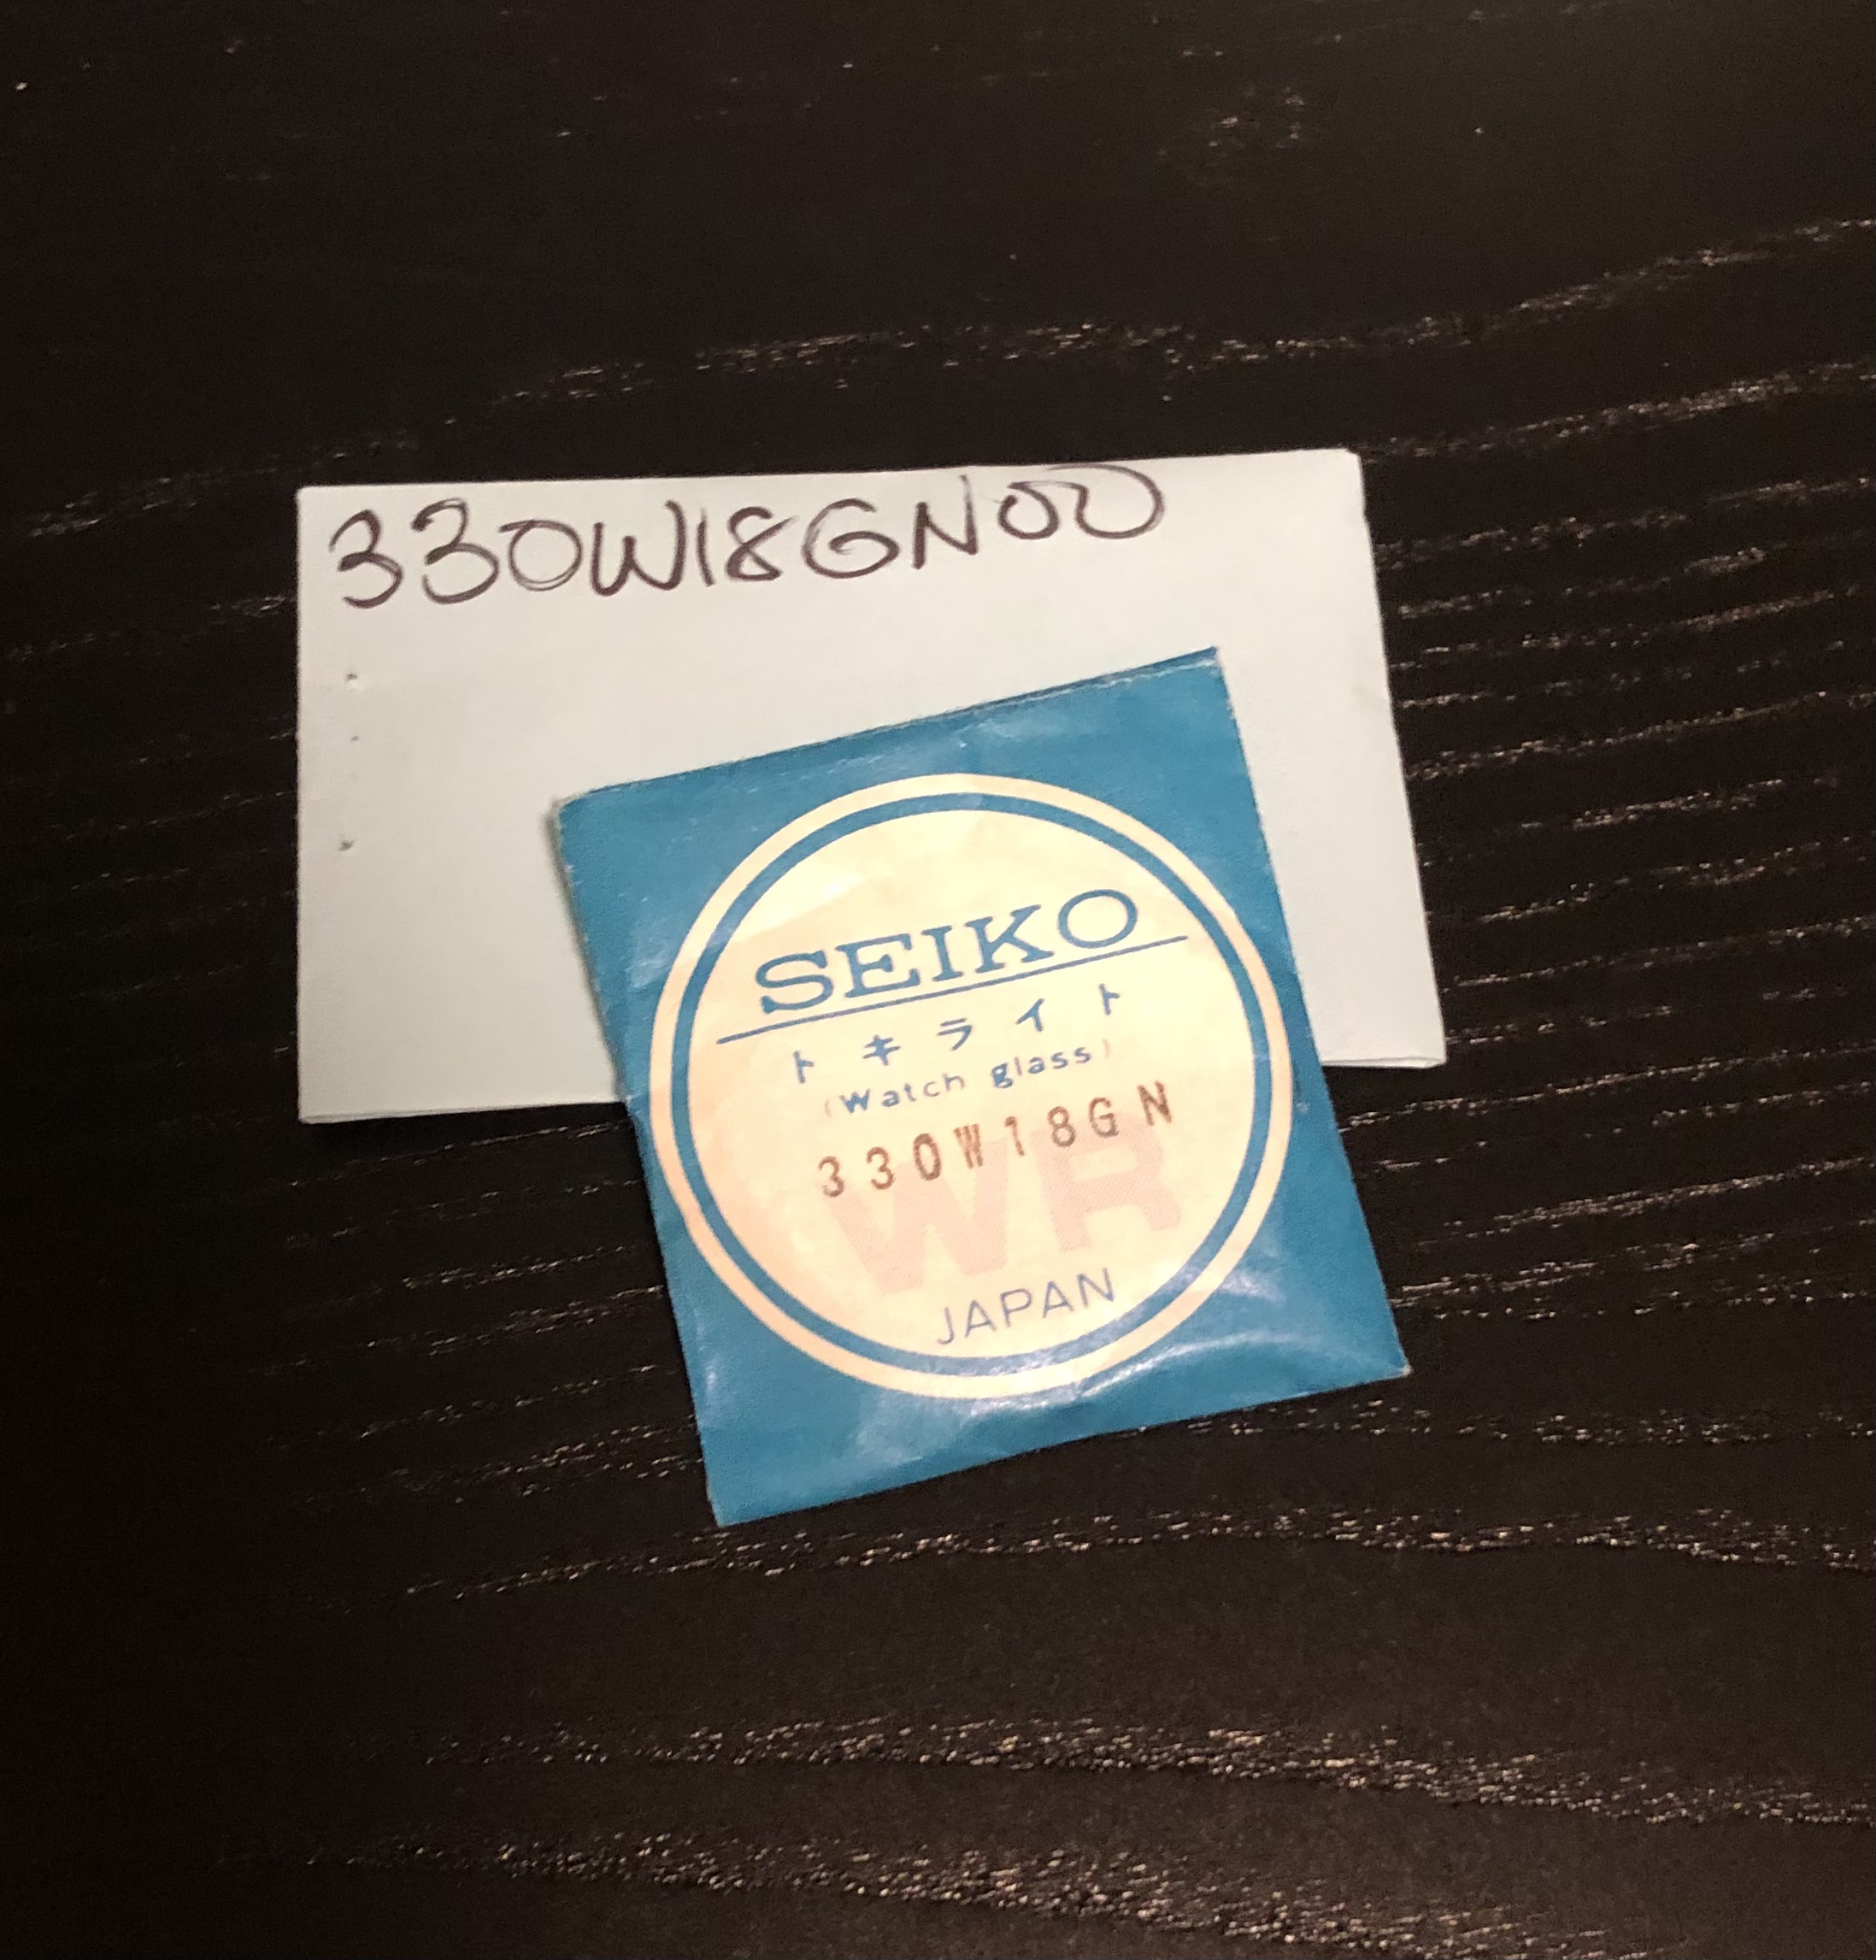 330W18GN00
SEIKO
トキライト
(Watch glass)
330W18GN
WR
JAPAN